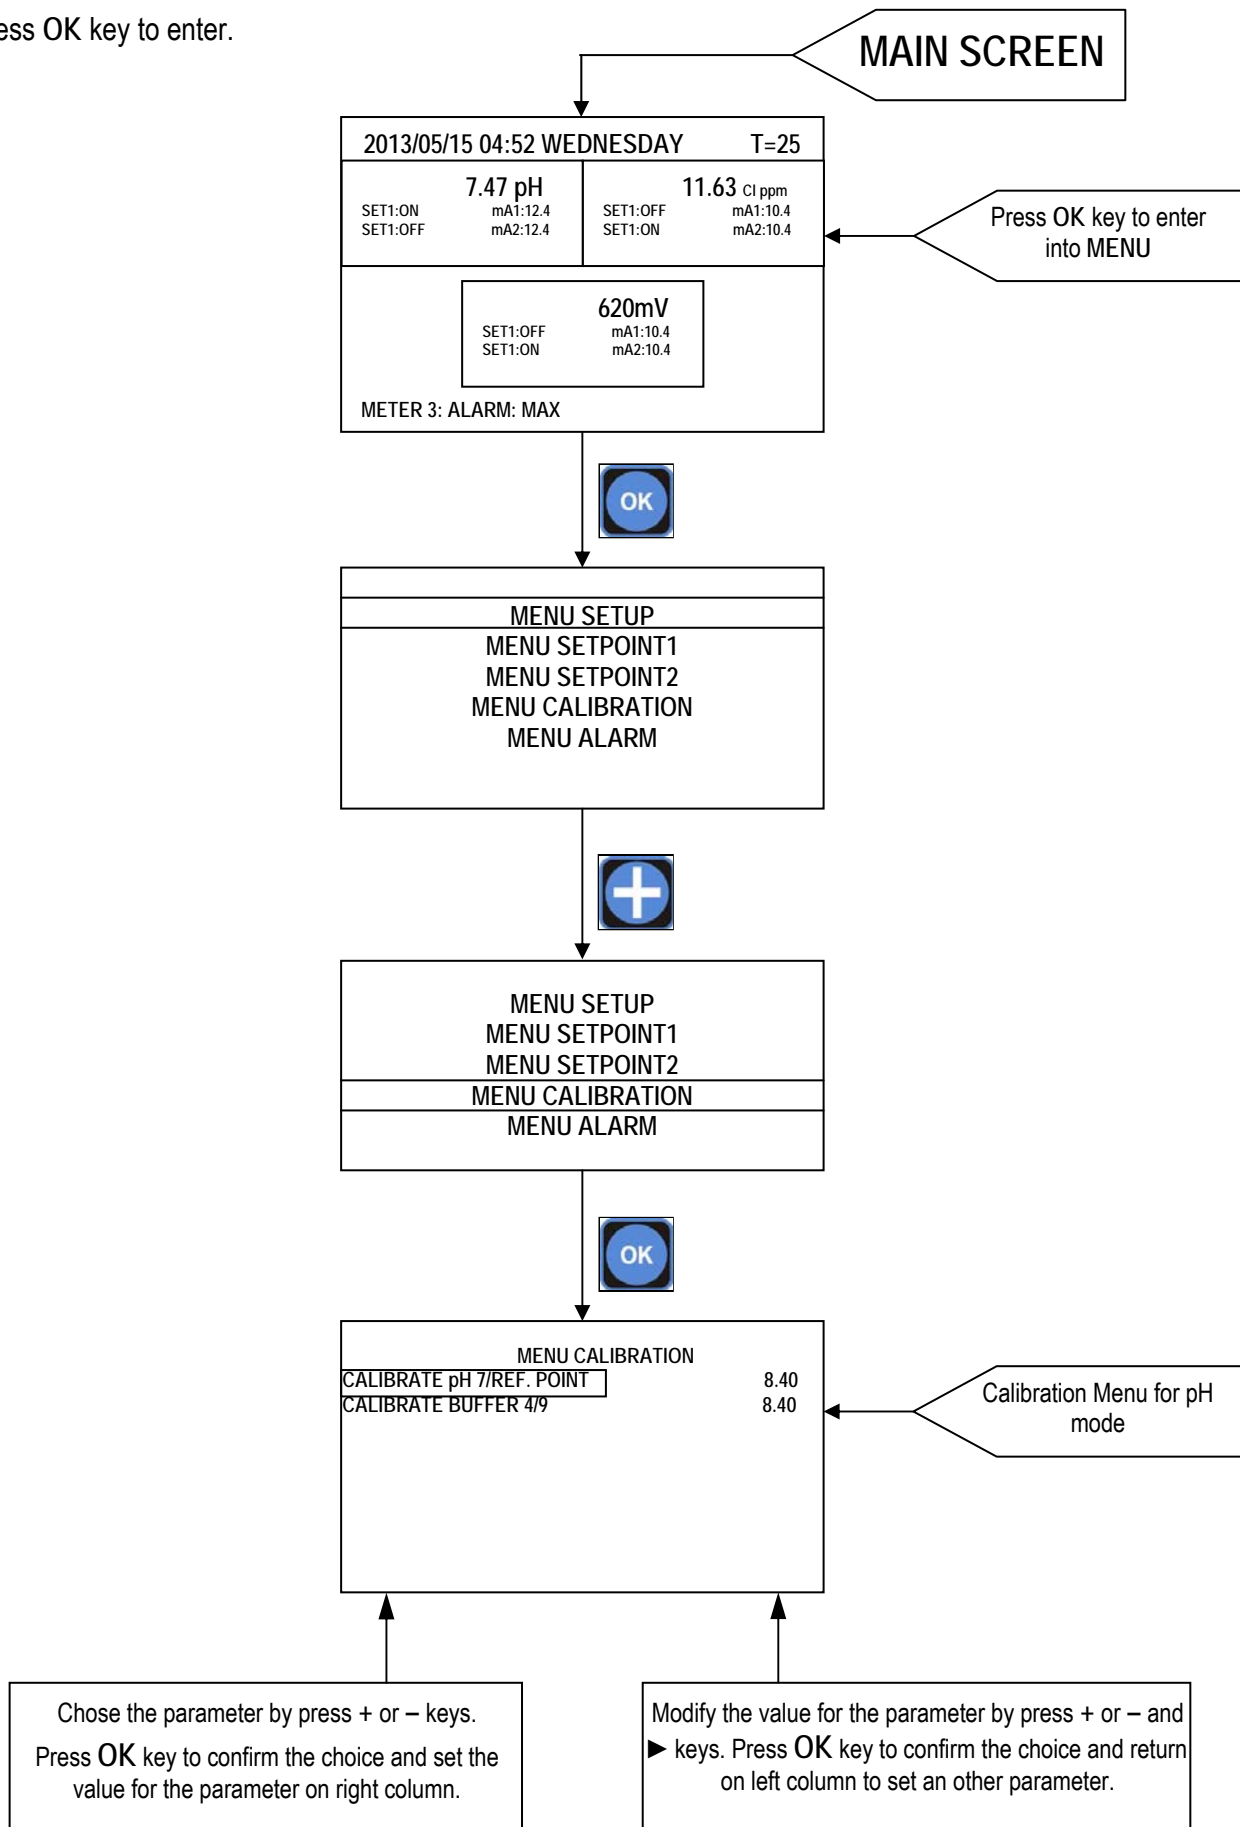 ess OK key to enter.
MAIN SCREEN
2013/05/15 04:52 WEDNESDAY T=25
7.47 pH
SET1:ON mA1:12.4
SET1:OFF mA2:12.4
11.63 Cl ppm
SET1:OFF mA1:10.4
SET1:ON mA2:10.4
Press OK key to enter
into MENU
620mV
SET1:OFF mA1:10.4
SET1:ON mA2:10.4
METER 3: ALARM: MAX
OK
MENU SETUP
MENU SETPOINT1
MENU SETPOINT2
MENU CALIBRATION
MENU ALARM
MENU SETUP
MENU SETPOINT1
MENU SETPOINT2
MENU CALIBRATION
MENU ALARM
OK
MENU CALIBRATION
CALIBRATE pH 7/REF. POINT 8.40
CALIBRATE BUFFER 4/9 8.40
Calibration Menu for pH
mode
Chose the parameter by press + or – keys.
Press OK key to confirm the choice and set the
value for the parameter on right column.
Modify the value for the parameter by press + or – and
► keys. Press OK key to confirm the choice and return
on left column to set an other parameter.